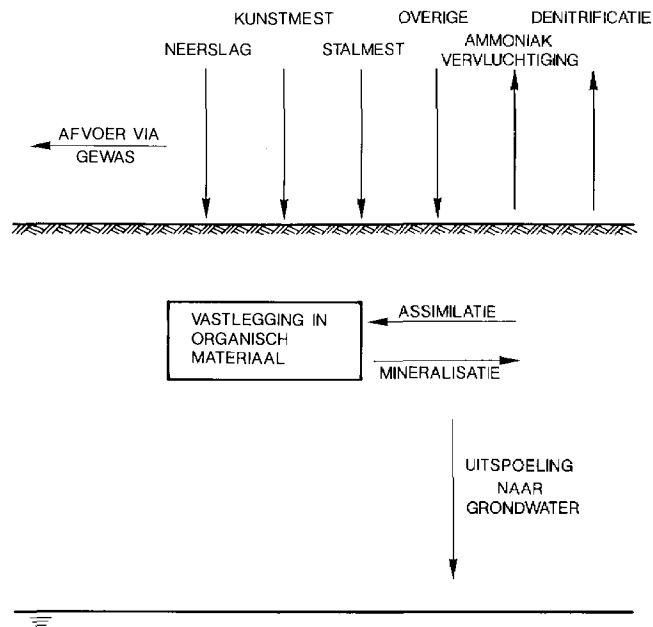 KUNSTMEST
OVERIGE
DENITRIFICATIE
NEERSLAG
STALMEST
AMMONIAK
VERVLUCHTIGING
AFVOER VIA
GEWAS
VASTLEGGING IN
ORGANISCH
MATERIAAL
ASSIMILATIE
MINERALISATIE
UITSPOELING
NAAR
GRONDWATER